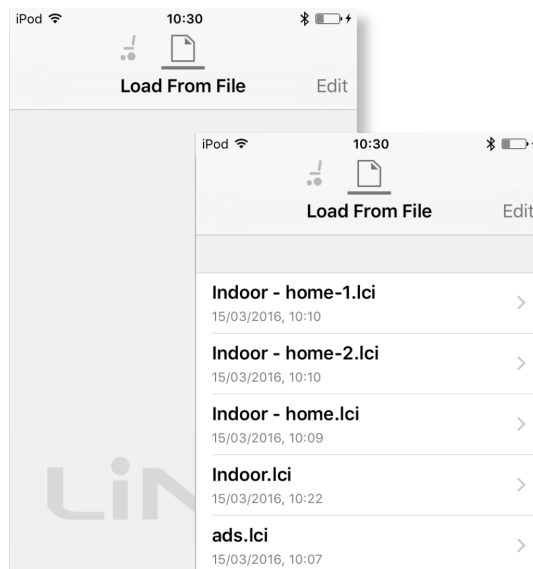 iPod 10:30
Load From File Edit
iPod 10:30
Load From File Edit
Indoor - home-1.lci
15/03/2016, 10:10
Indoor - home-2.lci
15/03/2016, 10:10
Indoor - home.lci
15/03/2016, 10:09
Indoor.lci
15/03/2016, 10:22
LiN
ads.lci
15/03/2016, 10:07